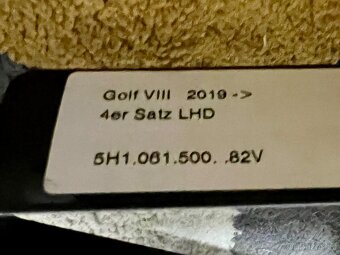 Golf VIII 2019 ->
4er Satz LHD
5H1.061.500. .82V